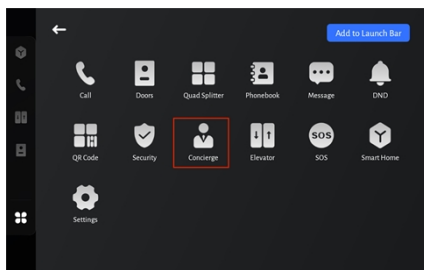 Add to Launch Bar
Call
Doors
Quad Splitter
Phonebook
Message
DND
QR Code
Security
Concierge
Elevator
SOS
SOS
Smart Home
Settings